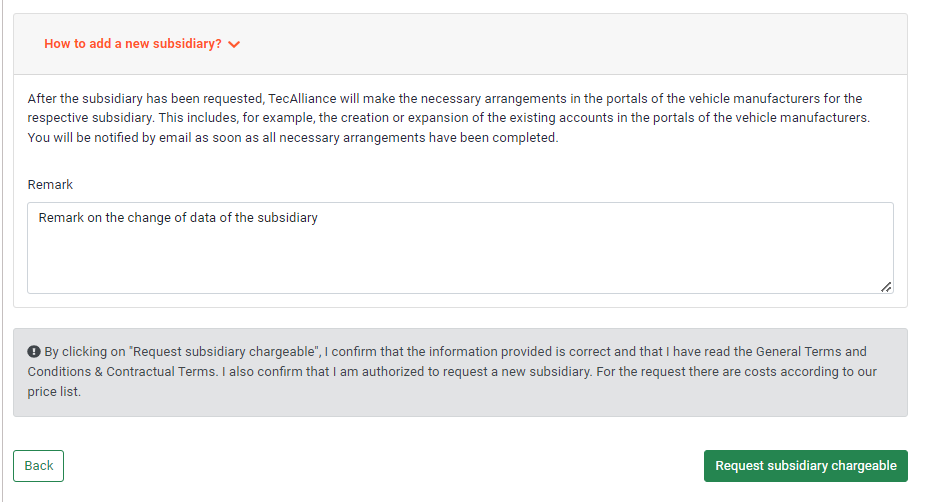 How to add a new subsidiary?
After the subsidiary has been requested, TecAlliance will make the necessary arrangements in the portals of the vehicle manufacturers for the
respective subsidiary. This includes, for example, the creation or expansion of the existing accounts in the portals of the vehicle manufacturers.
You will be notified by email as soon as all necessary arrangements have been completed.
Remark
Remark on the change of data of the subsidiary
By clicking on "Request subsidiary chargeable", I confirm that the information provided is correct and that I have read the General Terms and
Conditions & Contractual Terms. I also confirm that I am authorized to request a new subsidiary. For the request there are costs according to our
price list.
Back
Request subsidiary chargeable